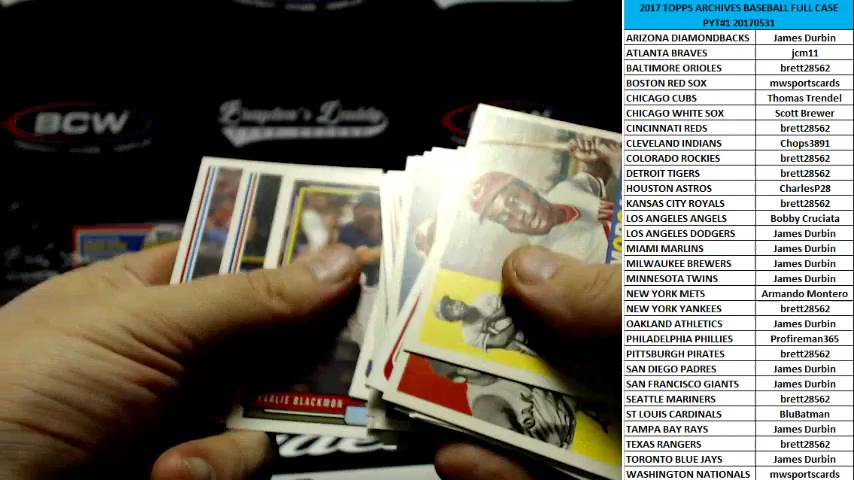 2017 TOPPS ARCHIVES BASEBALL FULL CASE
PYT#1 20170531
ARIZONA DIAMONDBACKS James Durbin
ATLANTA BRAVES jcm11
BALTIMORE ORIOLES brett28562
BOSTON RED SOX mwsportscards
CHICAGO CUBS Thomas Trendel
CHICAGO WHITE SOX Scott Brewer
CINCINNATI REDS brett28562
CLEVELAND INDIANS Chops3891
COLORADO ROCKIES brett28562
DETROIT TIGERS brett28562
HOUSTON ASTROS CharlesP28
KANSAS CITY ROYALS brett28562
LOS ANGELES ANGELS Bobby Cruciata
LOS ANGELES DODGERS James Durbin
MIAMI MARLINS James Durbin
MILWAUKEE BREWERS James Durbin
MINNESOTA TWINS James Durbin
NEW YORK METS Armando Montero
NEW YORK YANKEES brett28562
OAKLAND ATHLETICS James Durbin
PHILADELPHIA PHILLIES Profireman365
PITTSBURGH PIRATES brett28562
SAN DIEGO PADRES James Durbin
SAN FRANCISCO GIANTS James Durbin
SEATTLE MARINERS brett28562
ST LOUIS CARDINALS BluBatman
TAMPA BAY RAYS James Durbin
TEXAS RANGERS brett28562
TORONTO BLUE JAYS James Durbin
WASHINGTON NATIONALS mwsportscards
BCW
Brayden's Daddy
BLACKMON